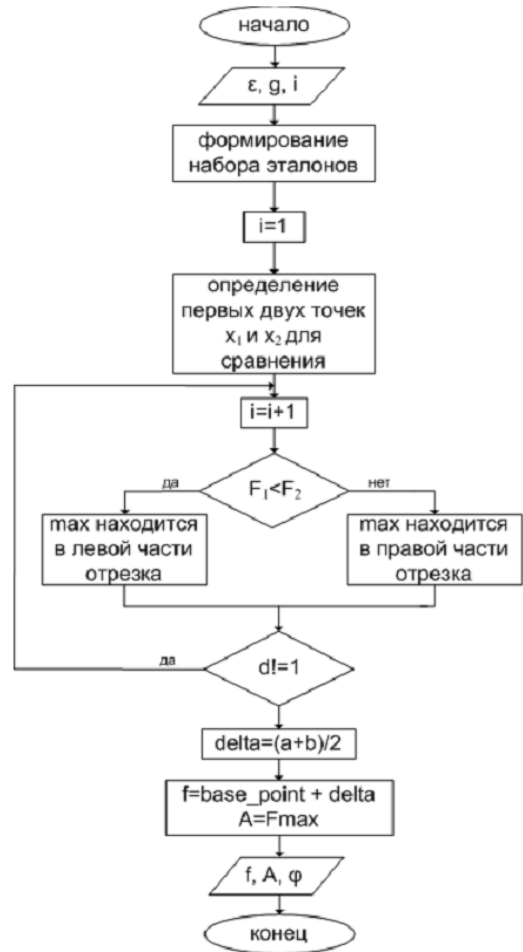 начало
ε, g, i
формирование
набора эталонов
i=1
определение
первых двух точек
x₁ и x₂ для
сравнения
i=i+1
да
F₁<F₂
нет
max находится
в левой части
отрезка
max находится
в правой части
отрезка
да
d!=1
delta=(a+b)/2
f=base_point + delta
A=Fmax
f, A, φ
конец